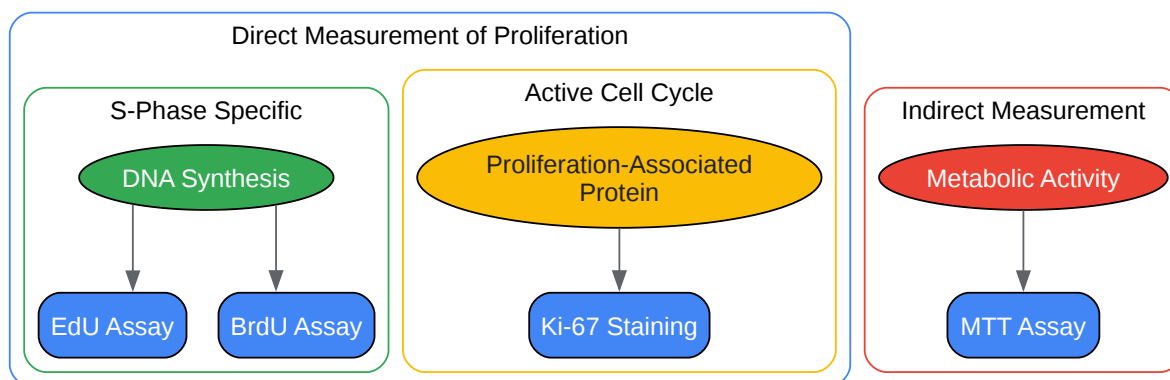 Direct Measurement of Proliferation
S-Phase Specific
DNA Synthesis
EdU Assay
BrdU Assay
Active Cell Cycle
Proliferation-Associated
Protein
Ki-67 Staining
Indirect Measurement
Metabolic Activity
MTT Assay